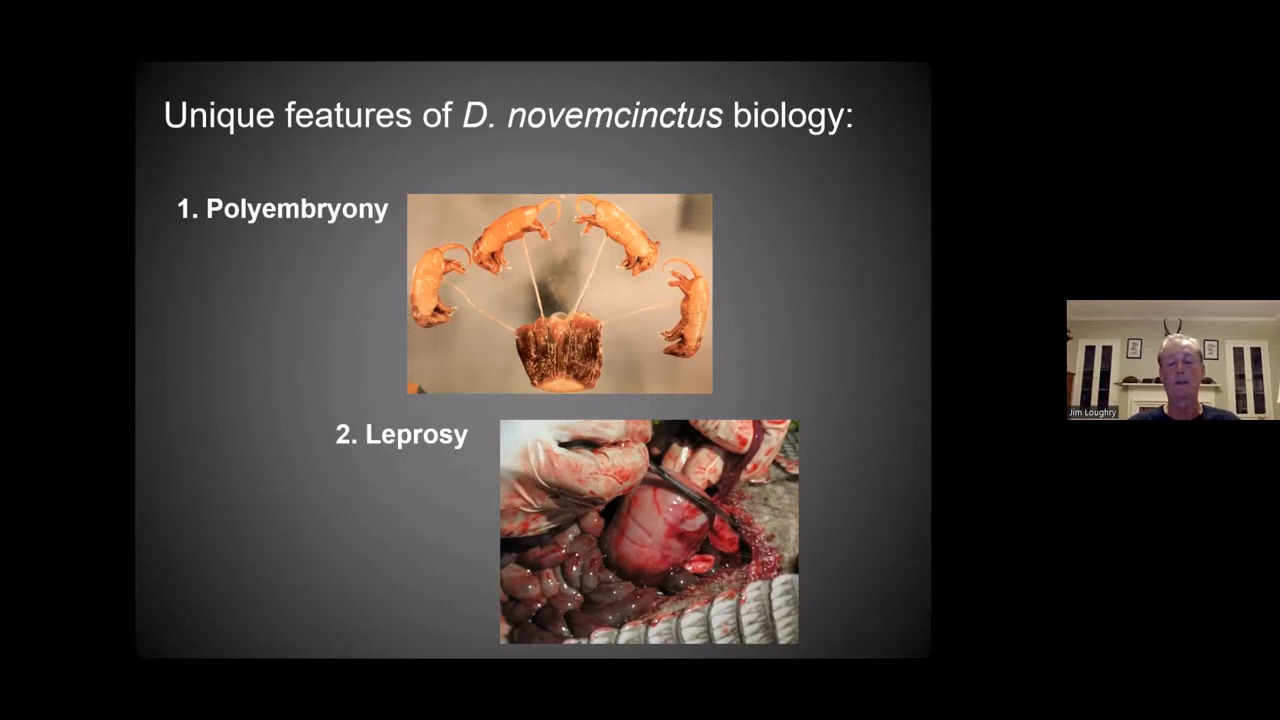 Unique features of D. novemcinctus biology:
1. Polyembryony
2. Leprosy
Jim Loughry